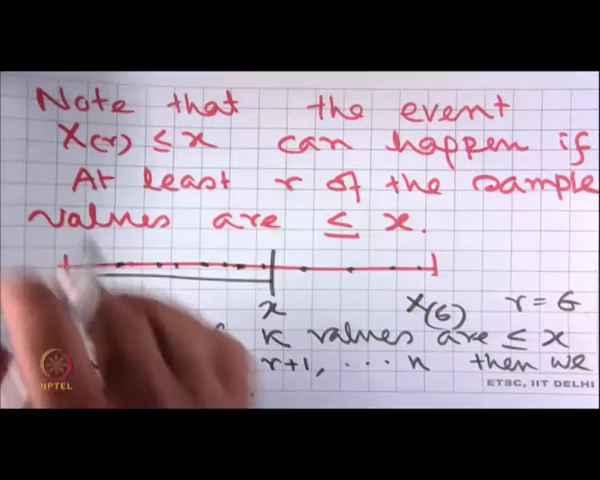 Note that the event
X(r) ≤ x can happen if
At least r of the sample
values are ≤ x.
x X(6) r = 6
K values are ≤ x
r+1, ... n then we
NPTEL
ETSC, IIT DELHI